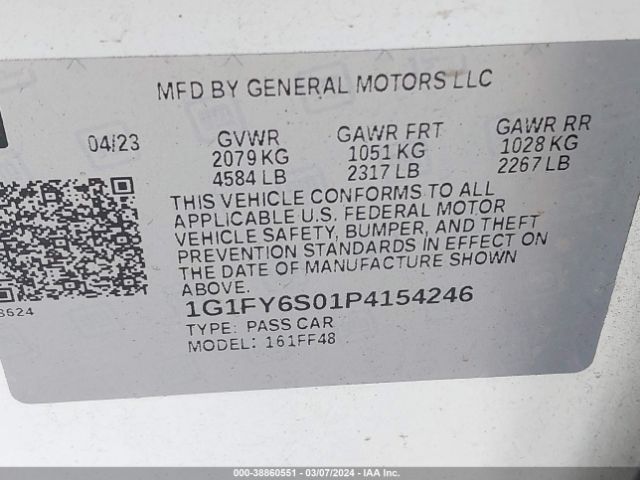 MFD BY GENERAL MOTORS LLC
04/23 GVWR GAWR FRT GAWR RR
2079 KG 1051 KG 1028 KG
4584 LB 2317 LB 2267 LB
THIS VEHICLE CONFORMS TO ALL
APPLICABLE U.S. FEDERAL MOTOR
VEHICLE SAFETY, BUMPER, AND THEFT
PREVENTION STANDARDS IN EFFECT ON
THE DATE OF MANUFACTURE SHOWN
ABOVE.
1G1FY6S01P4154246
8624
TYPE: PASS CAR
MODEL: 161FF48
000-38860551 - 03/07/2024 - IAA Inc.